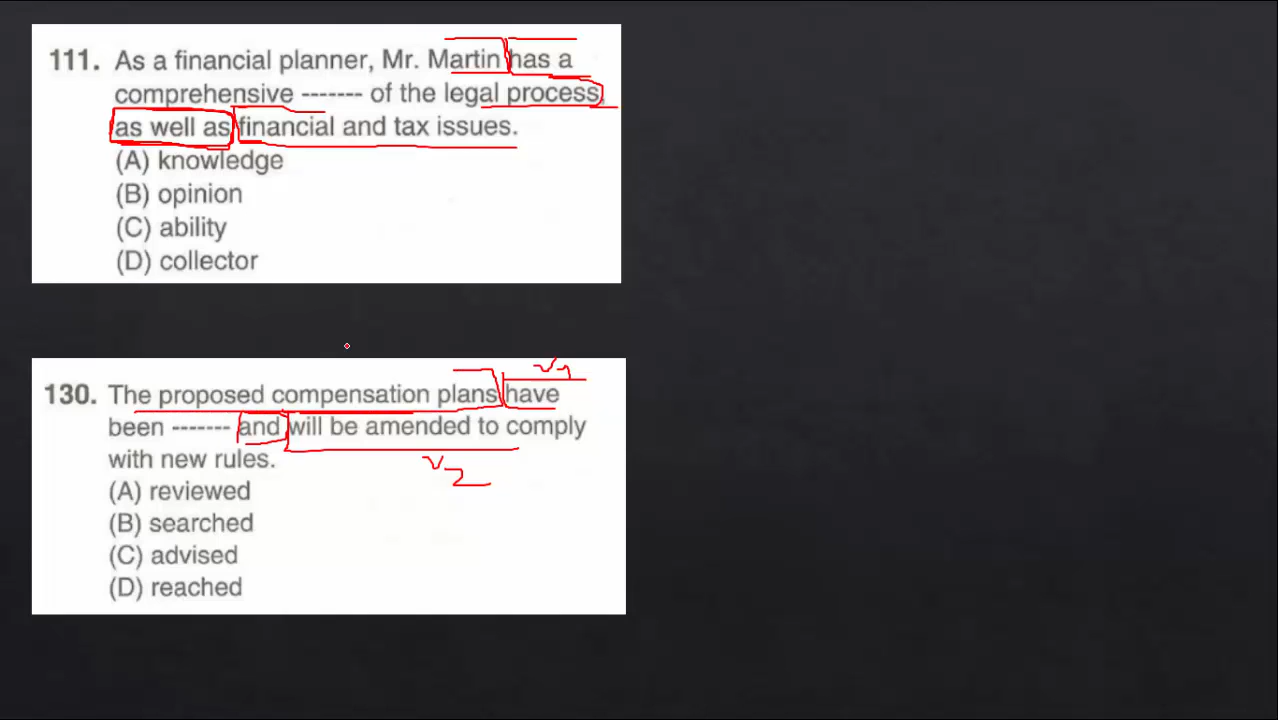 111. As a financial planner, Mr. Martin has a
comprehensive ------- of the legal process,
as well as financial and tax issues.
(A) knowledge
(B) opinion
(C) ability
(D) collector
V1
130. The proposed compensation plans have
been ------- and will be amended to comply
V2
with new rules.
(A) reviewed
(B) searched
(C) advised
(D) reached